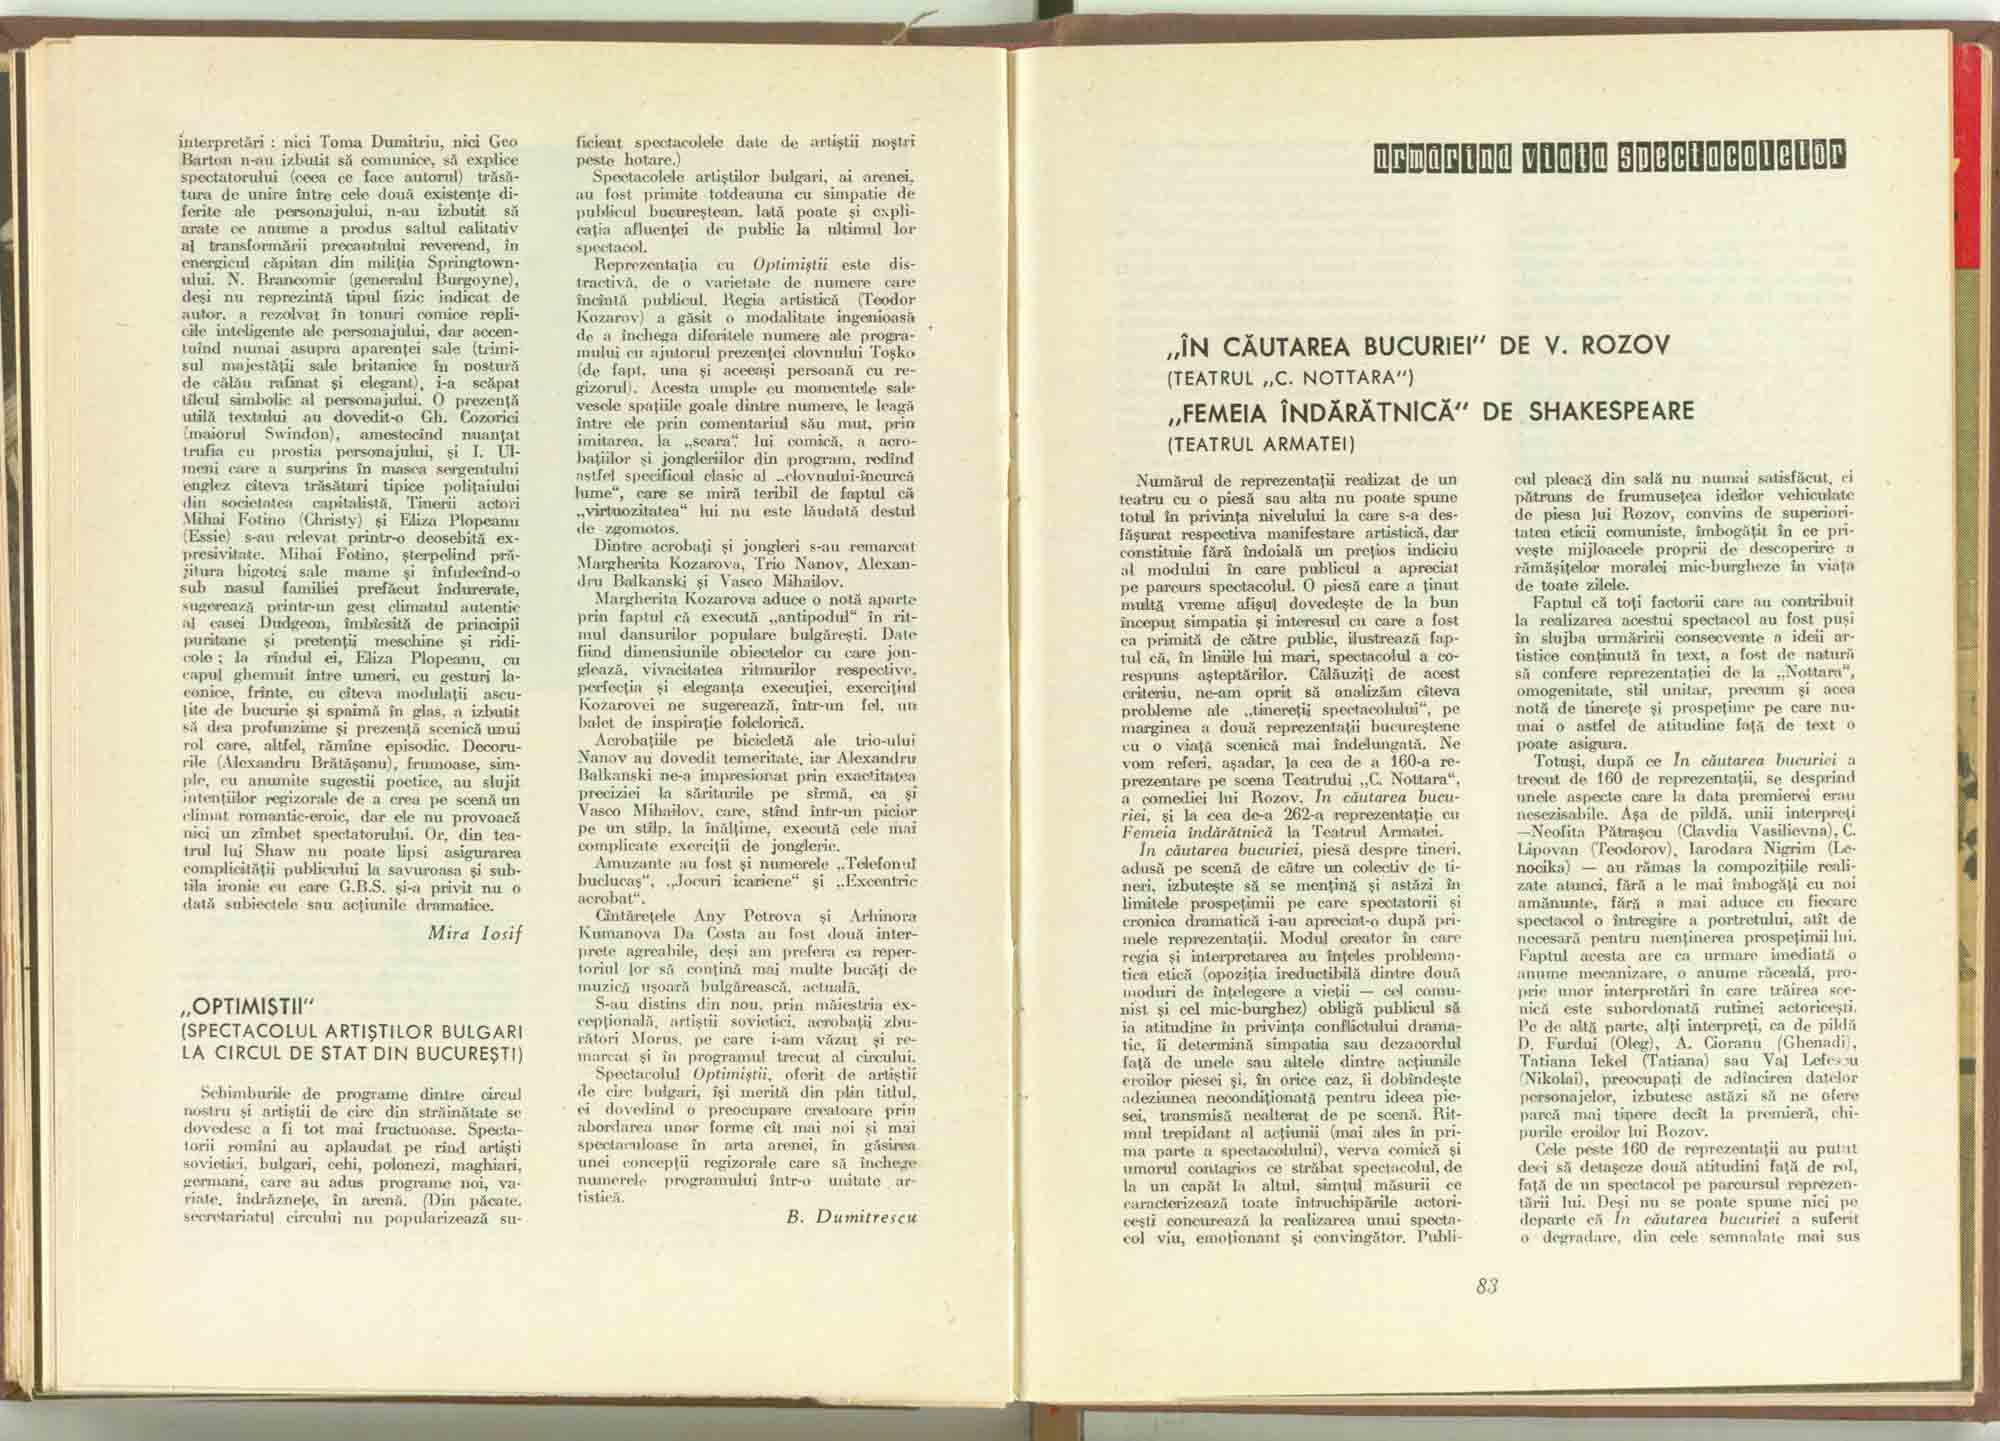 interpretări : nici Toma Dumitriu, nici Geo
Barton n-au izbutit să comunice, să explice
spectatorului (ceea ce face autorul) trăsă-
tura de unire între cele două existențe di-
ferite ale personajului, n-au izbutit să
arate ce anume a produs saltul calitativ
al transformării precautului reverend, în
energicul căpitan din miliția Springtown-
ului. N. Brancomir (generalul Burgoyne),
deși nu reprezintă tipul fizic indicat de
autor, a rezolvat în tonuri comice repli-
cile inteligente ale personajului, dar accen-
tuînd numai asupra aparenței sale (trimi-
sul majestății sale britanice în postură
de călău rafinat și elegant), i-a scăpat
tîlcul simbolic al personajului. O prezență
utilă textului au dovedit-o Gh. Cozorici
(maiorul Swindon), amestecînd nuanțat
trufia cu prostia personajului, și I. Ul-
meni care a surprins în masca sergentului
englez cîteva trăsături tipice polițaiului
din societatea capitalistă. Tinerii actori
Mihai Fotino (Christy) și Eliza Plopeanu
(Essie) s-au relevat printr-o deosebită ex-
presivitate. Mihai Fotino, șterpelind pră-
jitura bigotei sale mame și înfulecînd-o
sub nasul familiei prefăcut îndurerate,
sugerează printr-un gest climatul autentic
al casei Dudgeon, îmbîcsită de principii
puritane și pretenții meschine și ridi-
cole ; la rîndul ei, Eliza Plopeanu, cu
capul ghemuit între umeri, cu gesturi la-
conice, frînte, cu cîteva modulații ascu-
țite de bucurie și spaimă în glas, a izbutit
să dea profunzime și prezență scenică unui
rol care, altfel, rămîne episodic. Decoru-
rile (Alexandru Brătășanu), frumoase, sim-
ple, cu anumite sugestii poetice, au slujit
intențiilor regizorale de a crea pe scenă un
climat romantic-eroic, dar ele nu provoacă
nici un zîmbet spectatorului. Or, din tea-
trul lui Shaw nu poate lipsi asigurarea
complicității publicului la savuroasa și sub-
tila ironie cu care G.B.S. și-a privit nu o
dată subiectele sau acțiunile dramatice.
Mira Iosif
„OPTIMIȘTII"
(SPECTACOLUL ARTIȘTILOR BULGARI
LA CIRCUL DE STAT DIN BUCUREȘTI)
Schimburile de programe dintre circul
nostru și artiștii de circ din străinătate se
dovedesc a fi tot mai fructuoase. Specta-
torii romîni au aplaudat pe rînd artiști
sovietici, bulgari, cehi, polonezi, maghiari,
germani, care au adus programe noi, va-
riate, îndrăznețe, în arenă. (Din păcate,
secretariatul circului nu popularizează su-
ficient spectacolele date de artiștii noștri
peste hotare.)
Spectacolele artiștilor bulgari, ai arenei,
au fost primite totdeauna cu simpatie de
publicul bucureștean. Iată poate și expli-
cația afluenței de public la ultimul lor
spectacol.
Reprezentația cu Optimiștii este dis-
tractivă, de o varietate de numere care
încîntă publicul. Regia artistică (Teodor
Kozarov) a găsit o modalitate ingenioasă
de a închega diferitele numere ale progra-
mului cu ajutorul prezenței clovnului Toșko
(de fapt, una și aceeași persoană cu re-
gizorul). Acesta umple cu momentele sale
vesele spațiile goale dintre numere, le leagă
între ele prin comentariul său mut, prin
imitarea, la „seara" lui comică, a acro-
bațiilor și jongleriilor din program, redînd
astfel specificul clasic al „clovnului-încurcă
lume", care se miră teribil de faptul că
„virtuozitatea" lui nu este lăudată destul
de zgomotos.
Dintre acrobați și jongleri s-au remarcat
Margherita Kozarova, Trio Nanov, Alexan-
dru Balkanski și Vasco Mihailov.
Margherita Kozarova aduce o notă aparte
prin faptul că execută „antipodul" în rit-
mul dansurilor populare bulgărești. Date
fiind dimensiunile obiectelor cu care jon-
glează, vivacitatea ritmurilor respective,
perfecția și eleganța execuției, exercițiul
Kozarovei ne sugerează, într-un fel, un
balet de inspirație folclorică.
Acrobațiile pe bicicletă ale trio-ului
Nanov au dovedit temeritate, iar Alexandru
Balkanski ne-a impresionat prin exactitatea
preciziei la săriturile pe sîrmă, ca și
Vasco Mihailov, care, stînd într-un picior
pe un stîlp, la înălțime, execută cele mai
complicate exerciții de jonglerie.
Amuzante au fost și numerele „Telefonul
buclucaș", „Jocuri icariene" și „Excentric
acrobat".
Cîntărețele Any Petrova și Arhinora
Kumanova Da Costa au fost două inter-
prete agreabile, deși am prefera ca reper-
toriul lor să conțină mai multe bucăți de
muzică ușoară bulgărească, actuală.
S-au distins din nou, prin măiestria ex-
cepțională, artiștii sovietici, acrobații zbu-
rători Morus, pe care i-am văzut și re-
marcat și în programul trecut al circului.
Spectacolul Optimiștii, oferit de artiștii
de circ bulgari, își merită din plin titlul,
ei dovedind o preocupare creatoare prin
abordarea unor forme cît mai noi și mai
spectaculoase în arta arenei, în găsirea
unei concepții regizorale care să închege
numerele programului într-o unitate ar-
tistică.
B. Dumitrescu
urmărind viața spectacolelor
„ÎN CĂUTAREA BUCURIEI" DE V. ROZOV
(TEATRUL „C. NOTTARA")
„FEMEIA ÎNDĂRĂTNICĂ" DE SHAKESPEARE
(TEATRUL ARMATEI)
Numărul de reprezentații realizat de un
teatru cu o piesă sau alta nu poate spune
totul în privința nivelului la care s-a des-
fășurat respectiva manifestare artistică, dar
constituie fără îndoială un prețios indiciu
al modului în care publicul a apreciat
pe parcurs spectacolul. O piesă care a ținut
multă vreme afișul dovedește de la bun
început simpatia și interesul cu care a fost
ea primită de către public, ilustrează fap-
tul că, în liniile lui mari, spectacolul a co-
respuns așteptărilor. Călăuziți de acest
criteriu, ne-am oprit să analizăm cîteva
probleme ale „tinereții spectacolului", pe
marginea a două reprezentații bucureștene
cu o viață scenică mai îndelungată. Ne
vom referi, așadar, la cea de a 160-a re-
prezentare pe scena Teatrului „C. Nottara",
a comediei lui Rozov, În căutarea bucu-
riei, și la cea de-a 262-a reprezentație cu
Femeia îndărătnică la Teatrul Armatei.
În căutarea bucuriei, piesă despre tineri,
adusă pe scenă de către un colectiv de ti-
neri, izbutește să se mențină și astăzi în
limitele prospețimii pe care spectatorii și
cronica dramatică i-au apreciat-o după pri-
mele reprezentații. Modul creator în care
regia și interpretarea au înțeles problema-
tica etică (opoziția ireductibilă dintre două
moduri de înțelegere a vieții — cel comu-
nist și cel mic-burghez) obligă publicul să
ia atitudine în privința conflictului drama-
tic, îi determină simpatia sau dezacordul
față de unele sau altele dintre acțiunile
eroilor piesei și, în orice caz, îi dobîndește
adeziunea necondiționată pentru ideea pie-
sei, transmisă nealterat de pe scenă. Rit-
mul trepidant al acțiunii (mai ales în pri-
ma parte a spectacolului), verva comică și
umorul contagios ce străbat spectacolul, de
la un capăt la altul, simțul măsurii ce
caracterizează toate întruchipările actori-
cești concurează la realizarea unui specta-
col viu, emoționant și convingător. Publi-
cul pleacă din sală nu numai satisfăcut, ci
pătruns de frumusețea ideilor vehiculate
de piesa lui Rozov, convins de superiori-
tatea eticii comuniste, îmbogățit în ce pri-
vește mijloacele proprii de descoperire a
rămășițelor moralei mic-burgheze în viața
de toate zilele.
Faptul că toți factorii care au contribuit
la realizarea acestui spectacol au fost puși
în slujba urmăririi consecvente a ideii ar-
tistice conținută în text, a fost de natură
să confere reprezentației de la „Nottara",
omogenitate, stil unitar, precum și acea
notă de tinerețe și prospețime pe care nu-
mai o astfel de atitudine față de text o
poate asigura.
Totuși, după ce În căutarea bucuriei a
trecut de 160 de reprezentații, se desprind
unele aspecte care la data premierei erau
nesezisabile. Așa de pildă, unii interpreți
—Neofita Pătrașcu (Clavdia Vasilievna), C.
Lipovan (Teodorov), Iarodara Nigrim (Le-
nocika) — au rămas la compozițiile reali-
zate atunci, fără a le mai îmbogăți cu noi
amănunte, fără a mai aduce cu fiecare
spectacol o întregire a portretului, atît de
necesară pentru menținerea prospețimii lui.
Faptul acesta are ca urmare imediată o
anume mecanizare, o anume răceală, pro-
prie unor interpretări în care trăirea sce-
nică este subordonată rutinei actoricești.
Pe de altă parte, alți interpreți, ca de pildă
D. Furdui (Oleg), A. Cioranu (Ghenadi),
Tatiana Iekel (Tatiana) sau Val Lefescu
(Nikolai), preocupați de adîncirea datelor
personajelor, izbutesc astăzi să ne ofere
parcă mai tipere decît la premieră, chi-
purile eroilor lui Rozov.
Cele peste 160 de reprezentații au putut
deci să detașeze două atitudini față de rol,
față de un spectacol pe parcursul reprezen-
tării lui. Deși nu se poate spune nici pe
departe că În căutarea bucuriei a suferit
o degradare, din cele semnalate mai sus
83